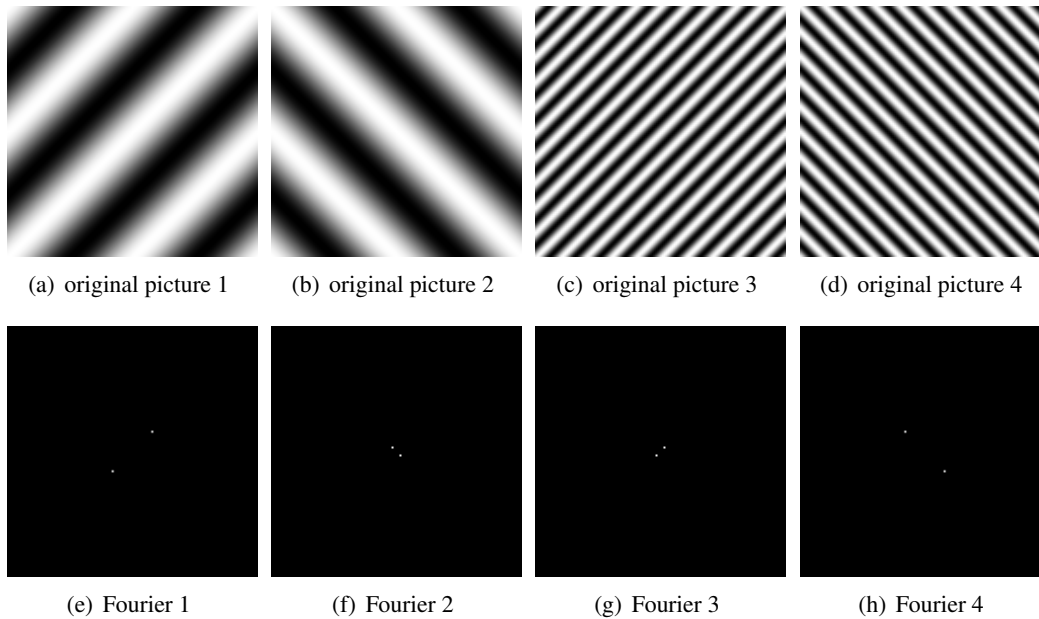 (a) original picture 1
(b) original picture 2
(c) original picture 3
(d) original picture 4
(e) Fourier 1
(f) Fourier 2
(g) Fourier 3
(h) Fourier 4